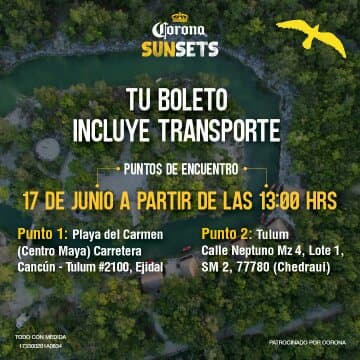 Corona
SUNSETS
TU BOLETO
INCLUYE TRANSPORTE
PUNTOS DE ENCUENTRO
17 DE JUNIO A PARTIR DE LAS 13:00 HRS
Punto 1: Playa del Carmen
(Centro Maya) Carretera
Cancún - Tulum #2100, Ejidal
Punto 2: Tulum
Calle Neptuno Mz 4, Lote 1,
SM 2, 77780 (Chedraui)
TODO CON MEDIDA
PATROCINADO POR CORONA